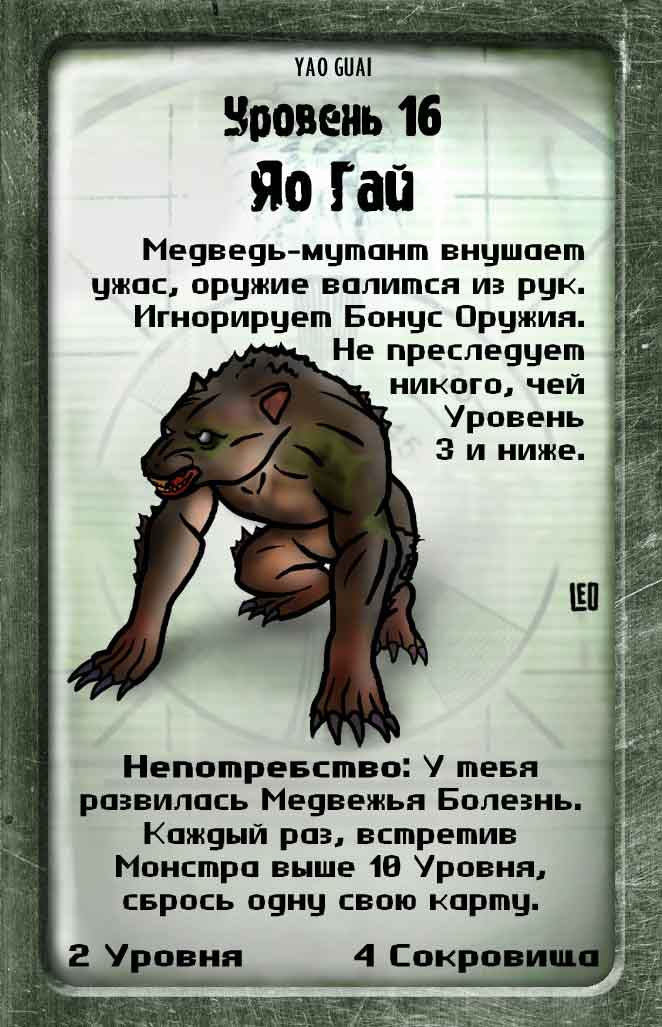 YAO GUAI
Уровень 16
Яо Гай
Медведь-мутант внушает
ужас, оружие валится из рук.
Игнорирует Бонус Оружия.
Не преследует
никого, чей
Уровень
3 и ниже.
LEO
Непотребство: У тебя
развилась Медвежья Болезнь.
Каждый раз, встретив
Монстра выше 10 Уровня,
сбрось одну свою карту.
2 Уровня 4 Сокровища